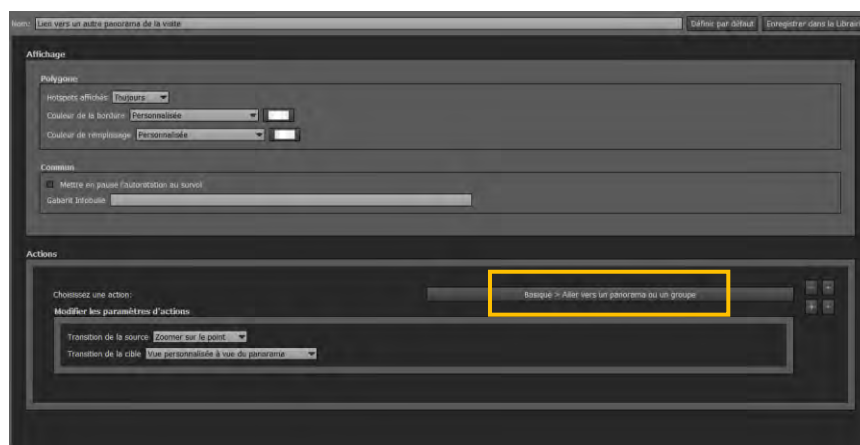 Nom: Lien vers un autre panorama de la visite Définir par défaut Enregistrer dans la Librairi
Affichage
Polygone
Hotspots affichés Toujours
Couleur de la bordure Personnalisée
Couleur de remplissage Personnalisée
Commun
Mettre en pause l'autorotation au survol
Gabarit Infobulle
Actions
Choisissez une action: Basique > Aller vers un panorama ou un groupe
Modifier les paramètres d'actions
Transition de la source Zoomer sur le point
Transition de la cible Vue personnalisée à vue du panorama